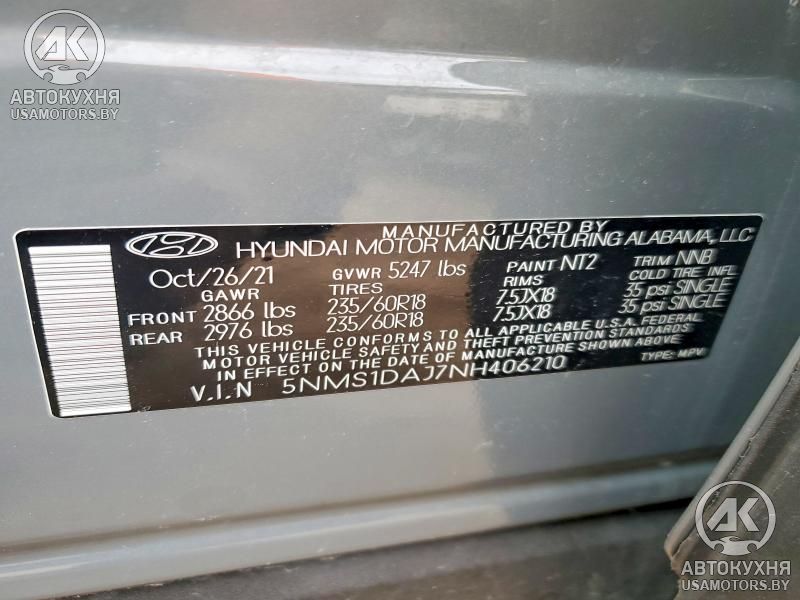 АК
АВТОКУХНЯ
USAMOTORS.BY
MANUFACTURED BY
HYUNDAI MOTOR MANUFACTURING ALABAMA, LLC
Oct/26/21 GVWR 5247 lbs PAINT NT2 TRIM NNB
GAWR TIRES RIMS COLD TIRE INFL.
FRONT 2866 lbs 235/60R18 7.5JX18 35 psi SINGLE
REAR 2976 lbs 235/60R18 7.5JX18 35 psi SINGLE
THIS VEHICLE CONFORMS TO ALL APPLICABLE U.S.A. FEDERAL
MOTOR VEHICLE SAFETY AND THEFT PREVENTION STANDARDS
IN EFFECT ON THE DATE OF MANUFACTURE SHOWN ABOVE.
V.I.N 5NMS1DAJ7NH406210 TYPE: MPV
АК
АВТОКУХНЯ
USAMOTORS.BY